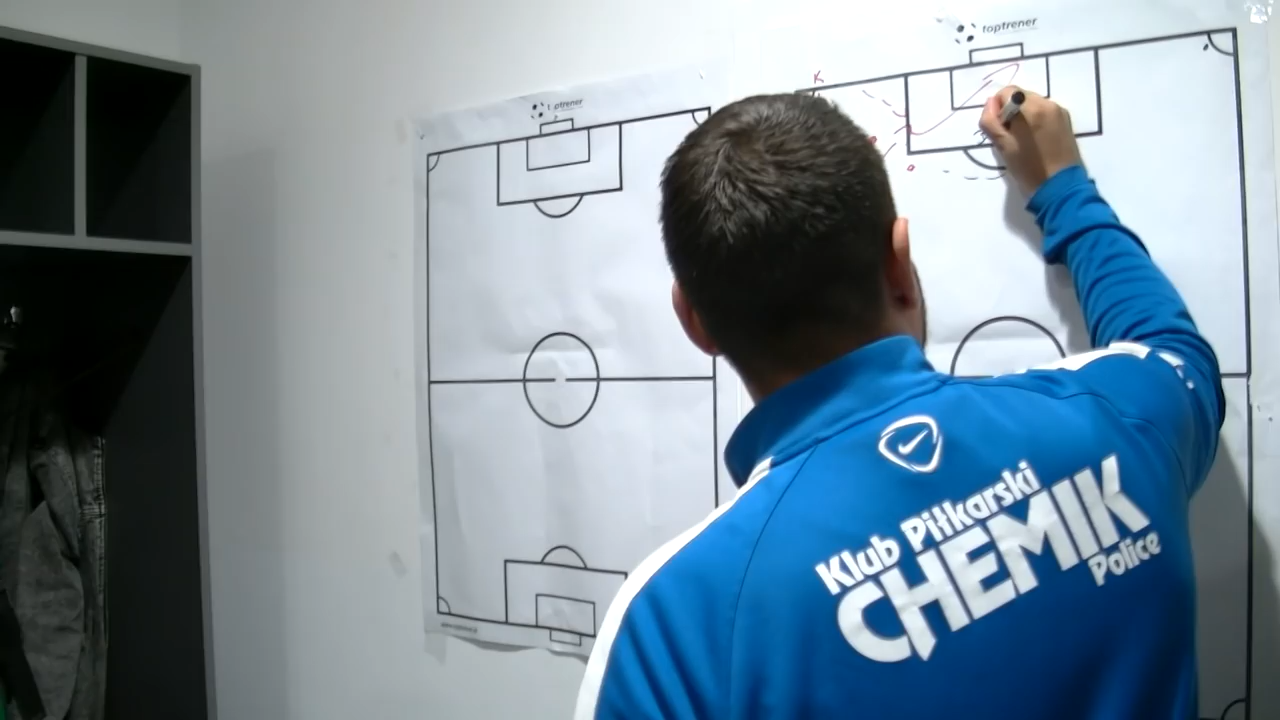 toptrener
toptrener
K
Klub Piłkarski
CHEMIK
Police